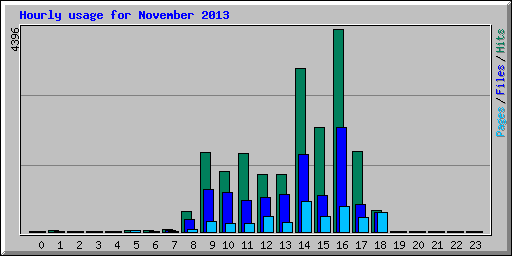 Hourly usage for November 2013
4396
Pages/Files/Hits
0 1 2 3 4 5 6 7 8 9 10 11 12 13 14 15 16 17 18 19 20 21 22 23